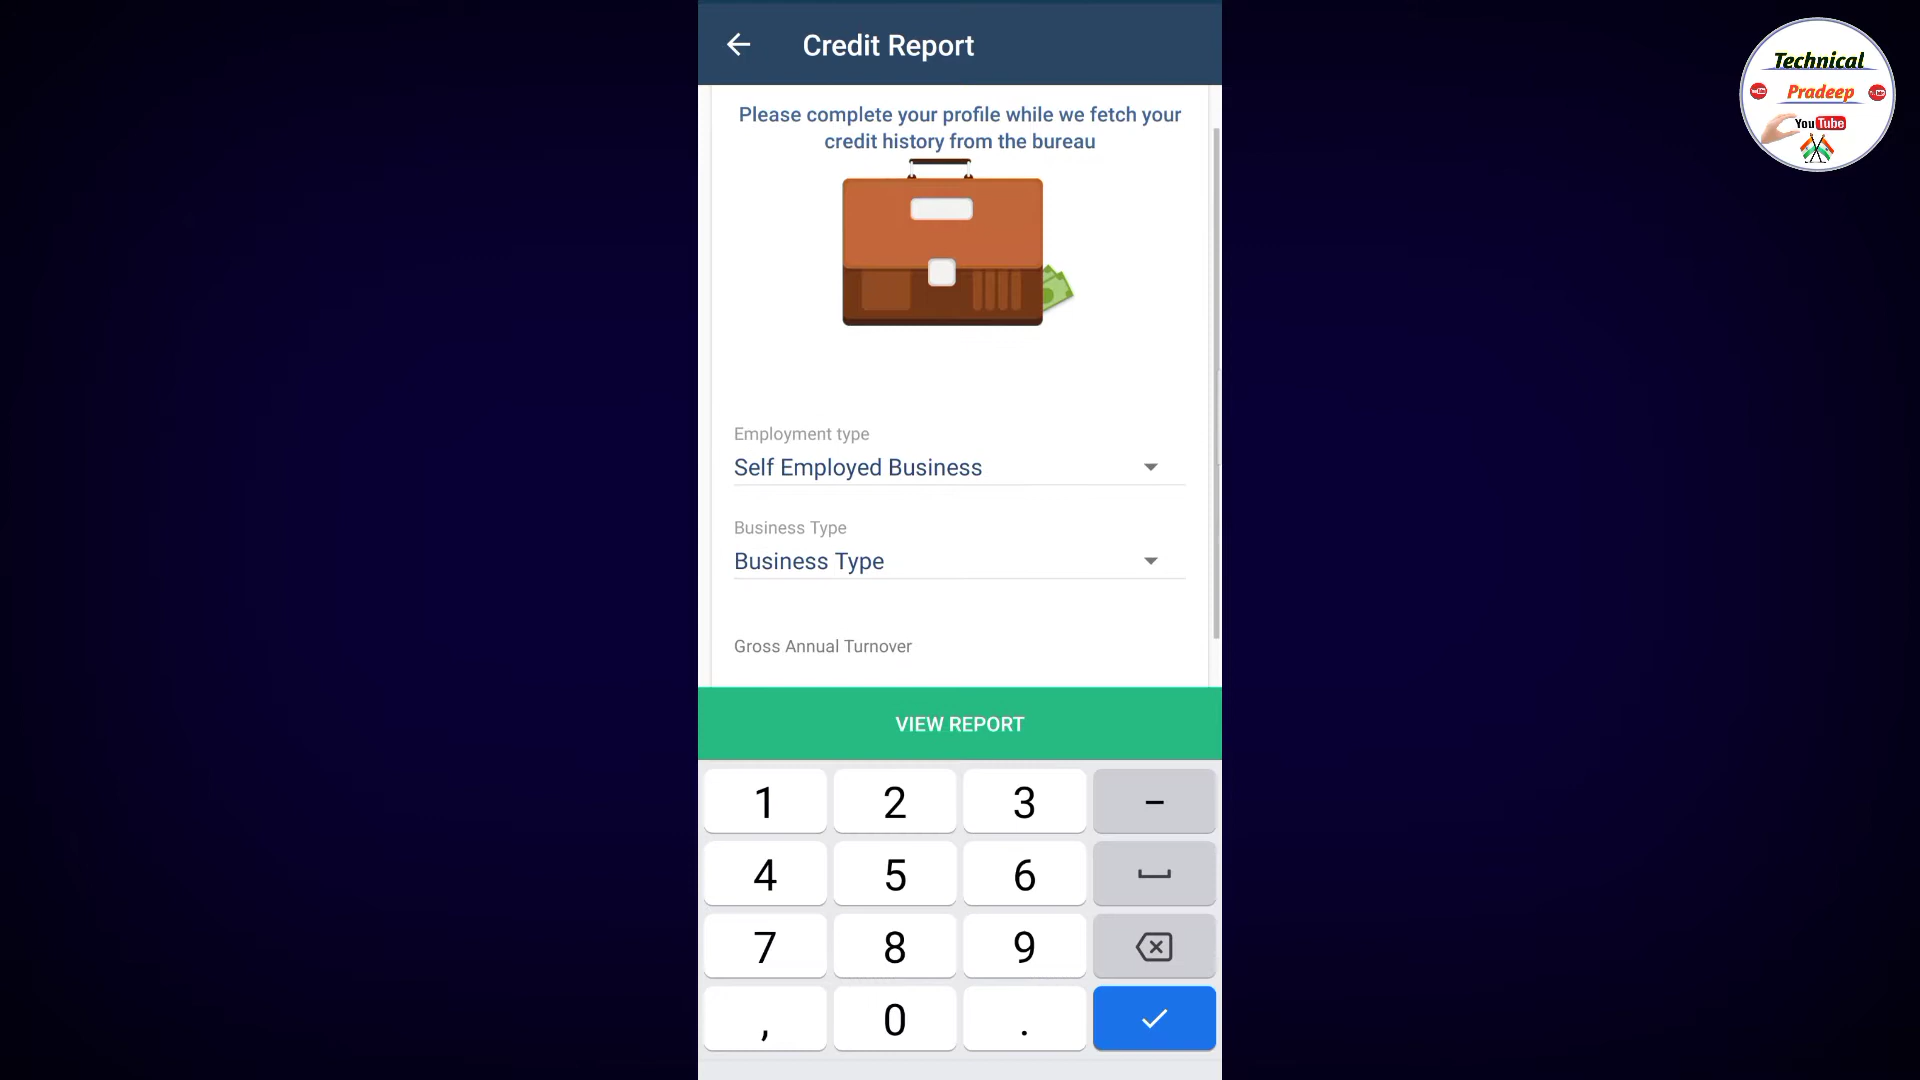 Credit Report
Please complete your profile while we fetch your
credit history from the bureau
Employment type
Self Employed Business
Business Type
Business Type
Gross Annual Turnover
VIEW REPORT
1 2 3 –
4 5 6
7 8 9
, 0 .
Technical
Pradeep
YouTube